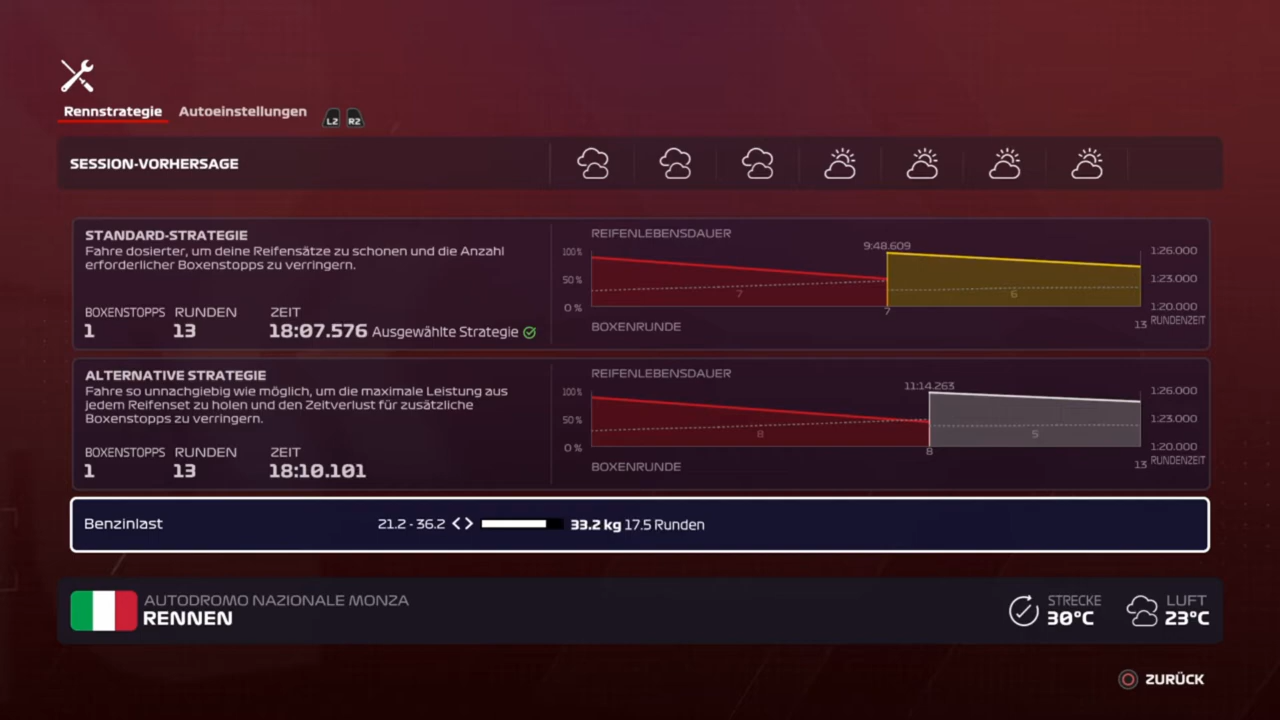 Rennstrategie Autoeinstellungen L2 R2
SESSION-VORHERSAGE
STANDARD-STRATEGIE
Fahre dosierter, um deine Reifensätze zu schonen und die Anzahl
erforderlicher Boxenstopps zu verringern.
BOXENSTOPPS RUNDEN ZEIT
1 13 18:07.576 Ausgewählte Strategie
REIFENLEBENSDAUER
9:48.609
100% 1:26.000
50% 1:23.000
7 6
0% 1:20.000
7
13 RUNDENZEIT
BOXENRUNDE
ALTERNATIVE STRATEGIE
Fahre so unnachgiebig wie möglich, um die maximale Leistung aus
jedem Reifenset zu holen und den Zeitverlust für zusätzliche
Boxenstopps zu verringern.
BOXENSTOPPS RUNDEN ZEIT
1 13 18:10.101
REIFENLEBENSDAUER
11:14.263
100% 1:26.000
50% 1:23.000
8 5
0% 1:20.000
8
13 RUNDENZEIT
BOXENRUNDE
Benzinlast 21.2 - 36.2 <> 33.2 kg 17.5 Runden
AUTODROMO NAZIONALE MONZA
RENNEN
STRECKE
30°C
LUFT
23°C
ZURÜCK